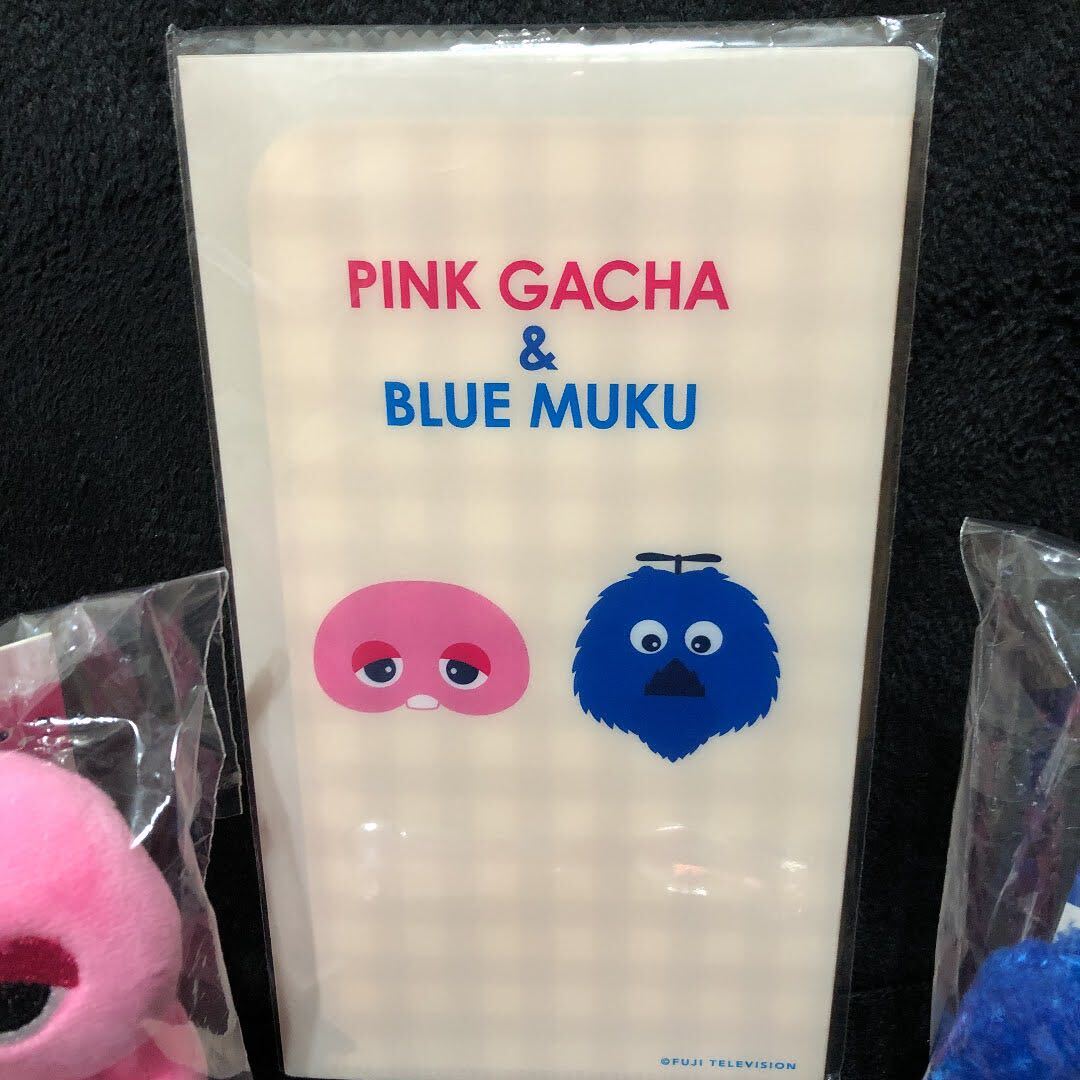 PINK GACHA
&
BLUE MUKU
©FUJI TELEVISION